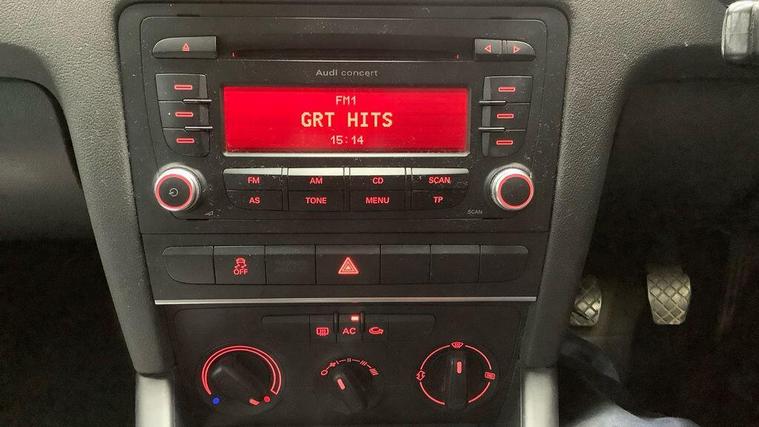 Audi concert
FM1
GRT HITS
15:14
FM AM CD SCAN
AS TONE MENU TP
SCAN
OFF
AC